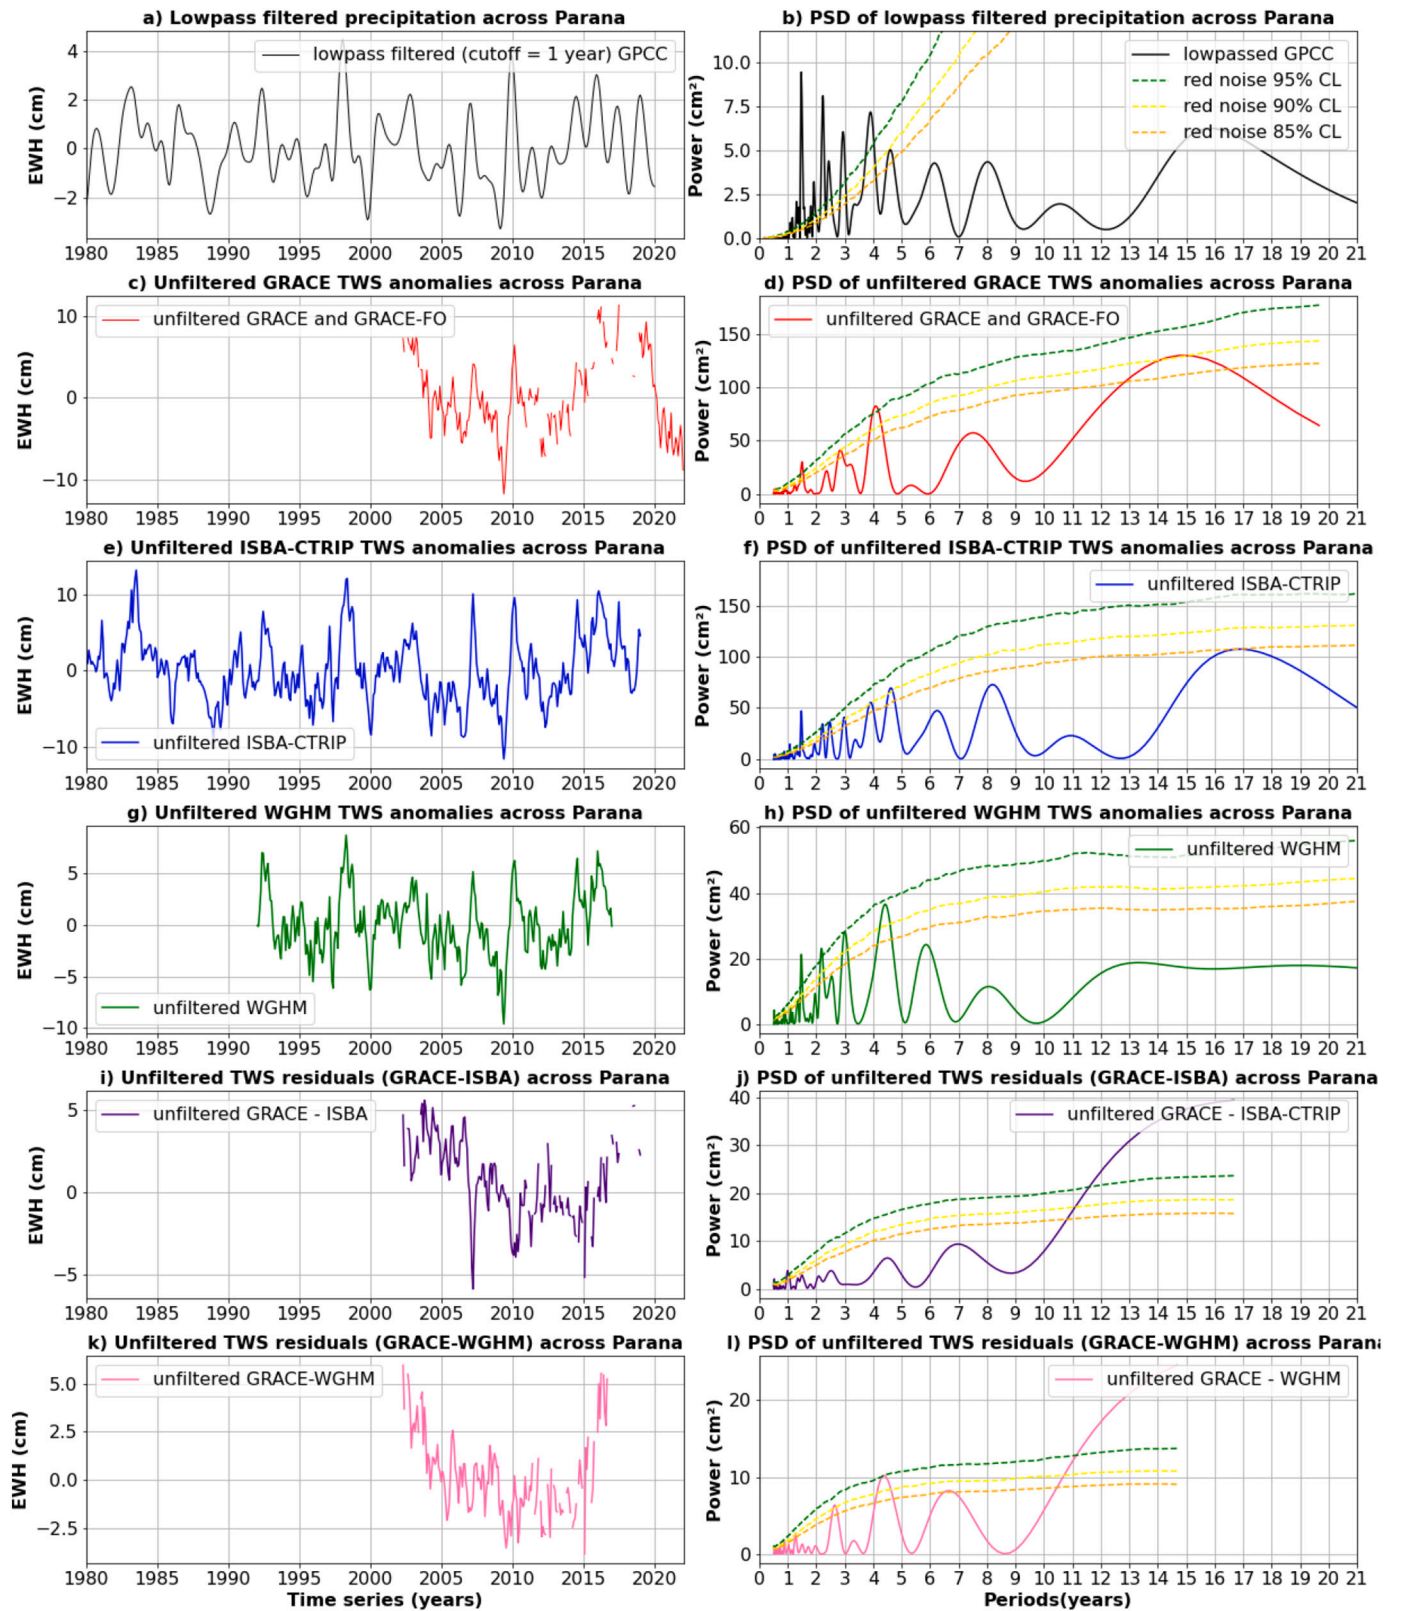 a) Lowpass filtered precipitation across Parana
EWH (cm)
4
2
0
−2
lowpass filtered (cutoff = 1 year) GPCC
1980 1985 1990 1995 2000 2005 2010 2015 2020
b) PSD of lowpass filtered precipitation across Parana
Power (cm²)
10.0
7.5
5.0
2.5
0.0
lowpassed GPCC
red noise 95% CL
red noise 90% CL
red noise 85% CL
0 1 2 3 4 5 6 7 8 9 10 11 12 13 14 15 16 17 18 19 20 21
c) Unfiltered GRACE TWS anomalies across Parana
EWH (cm)
10
0
−10
unfiltered GRACE and GRACE-FO
1980 1985 1990 1995 2000 2005 2010 2015 2020
d) PSD of unfiltered GRACE TWS anomalies across Parana
Power (cm²)
150
100
50
0
unfiltered GRACE and GRACE-FO
0 1 2 3 4 5 6 7 8 9 10 11 12 13 14 15 16 17 18 19 20 21
e) Unfiltered ISBA-CTRIP TWS anomalies across Parana
EWH (cm)
10
0
−10
unfiltered ISBA-CTRIP
1980 1985 1990 1995 2000 2005 2010 2015 2020
f) PSD of unfiltered ISBA-CTRIP TWS anomalies across Parana
Power (cm²)
150
100
50
0
unfiltered ISBA-CTRIP
0 1 2 3 4 5 6 7 8 9 10 11 12 13 14 15 16 17 18 19 20 21
g) Unfiltered WGHM TWS anomalies across Parana
EWH (cm)
5
0
−5
−10
unfiltered WGHM
1980 1985 1990 1995 2000 2005 2010 2015 2020
h) PSD of unfiltered WGHM TWS anomalies across Parana
Power (cm²)
60
40
20
0
unfiltered WGHM
0 1 2 3 4 5 6 7 8 9 10 11 12 13 14 15 16 17 18 19 20 21
i) Unfiltered TWS residuals (GRACE-ISBA) across Parana
EWH (cm)
5
0
−5
unfiltered GRACE - ISBA
1980 1985 1990 1995 2000 2005 2010 2015 2020
j) PSD of unfiltered TWS residuals (GRACE-ISBA) across Parana
Power (cm²)
40
30
20
10
0
unfiltered GRACE - ISBA-CTRIP
0 1 2 3 4 5 6 7 8 9 10 11 12 13 14 15 16 17 18 19 20 21
k) Unfiltered TWS residuals (GRACE-WGHM) across Parana
EWH (cm)
5.0
2.5
0.0
−2.5
unfiltered GRACE-WGHM
1980 1985 1990 1995 2000 2005 2010 2015 2020
Time series (years)
l) PSD of unfiltered TWS residuals (GRACE-WGHM) across Parana
Power (cm²)
20
10
0
unfiltered GRACE - WGHM
0 1 2 3 4 5 6 7 8 9 10 11 12 13 14 15 16 17 18 19 20 21
Periods(years)